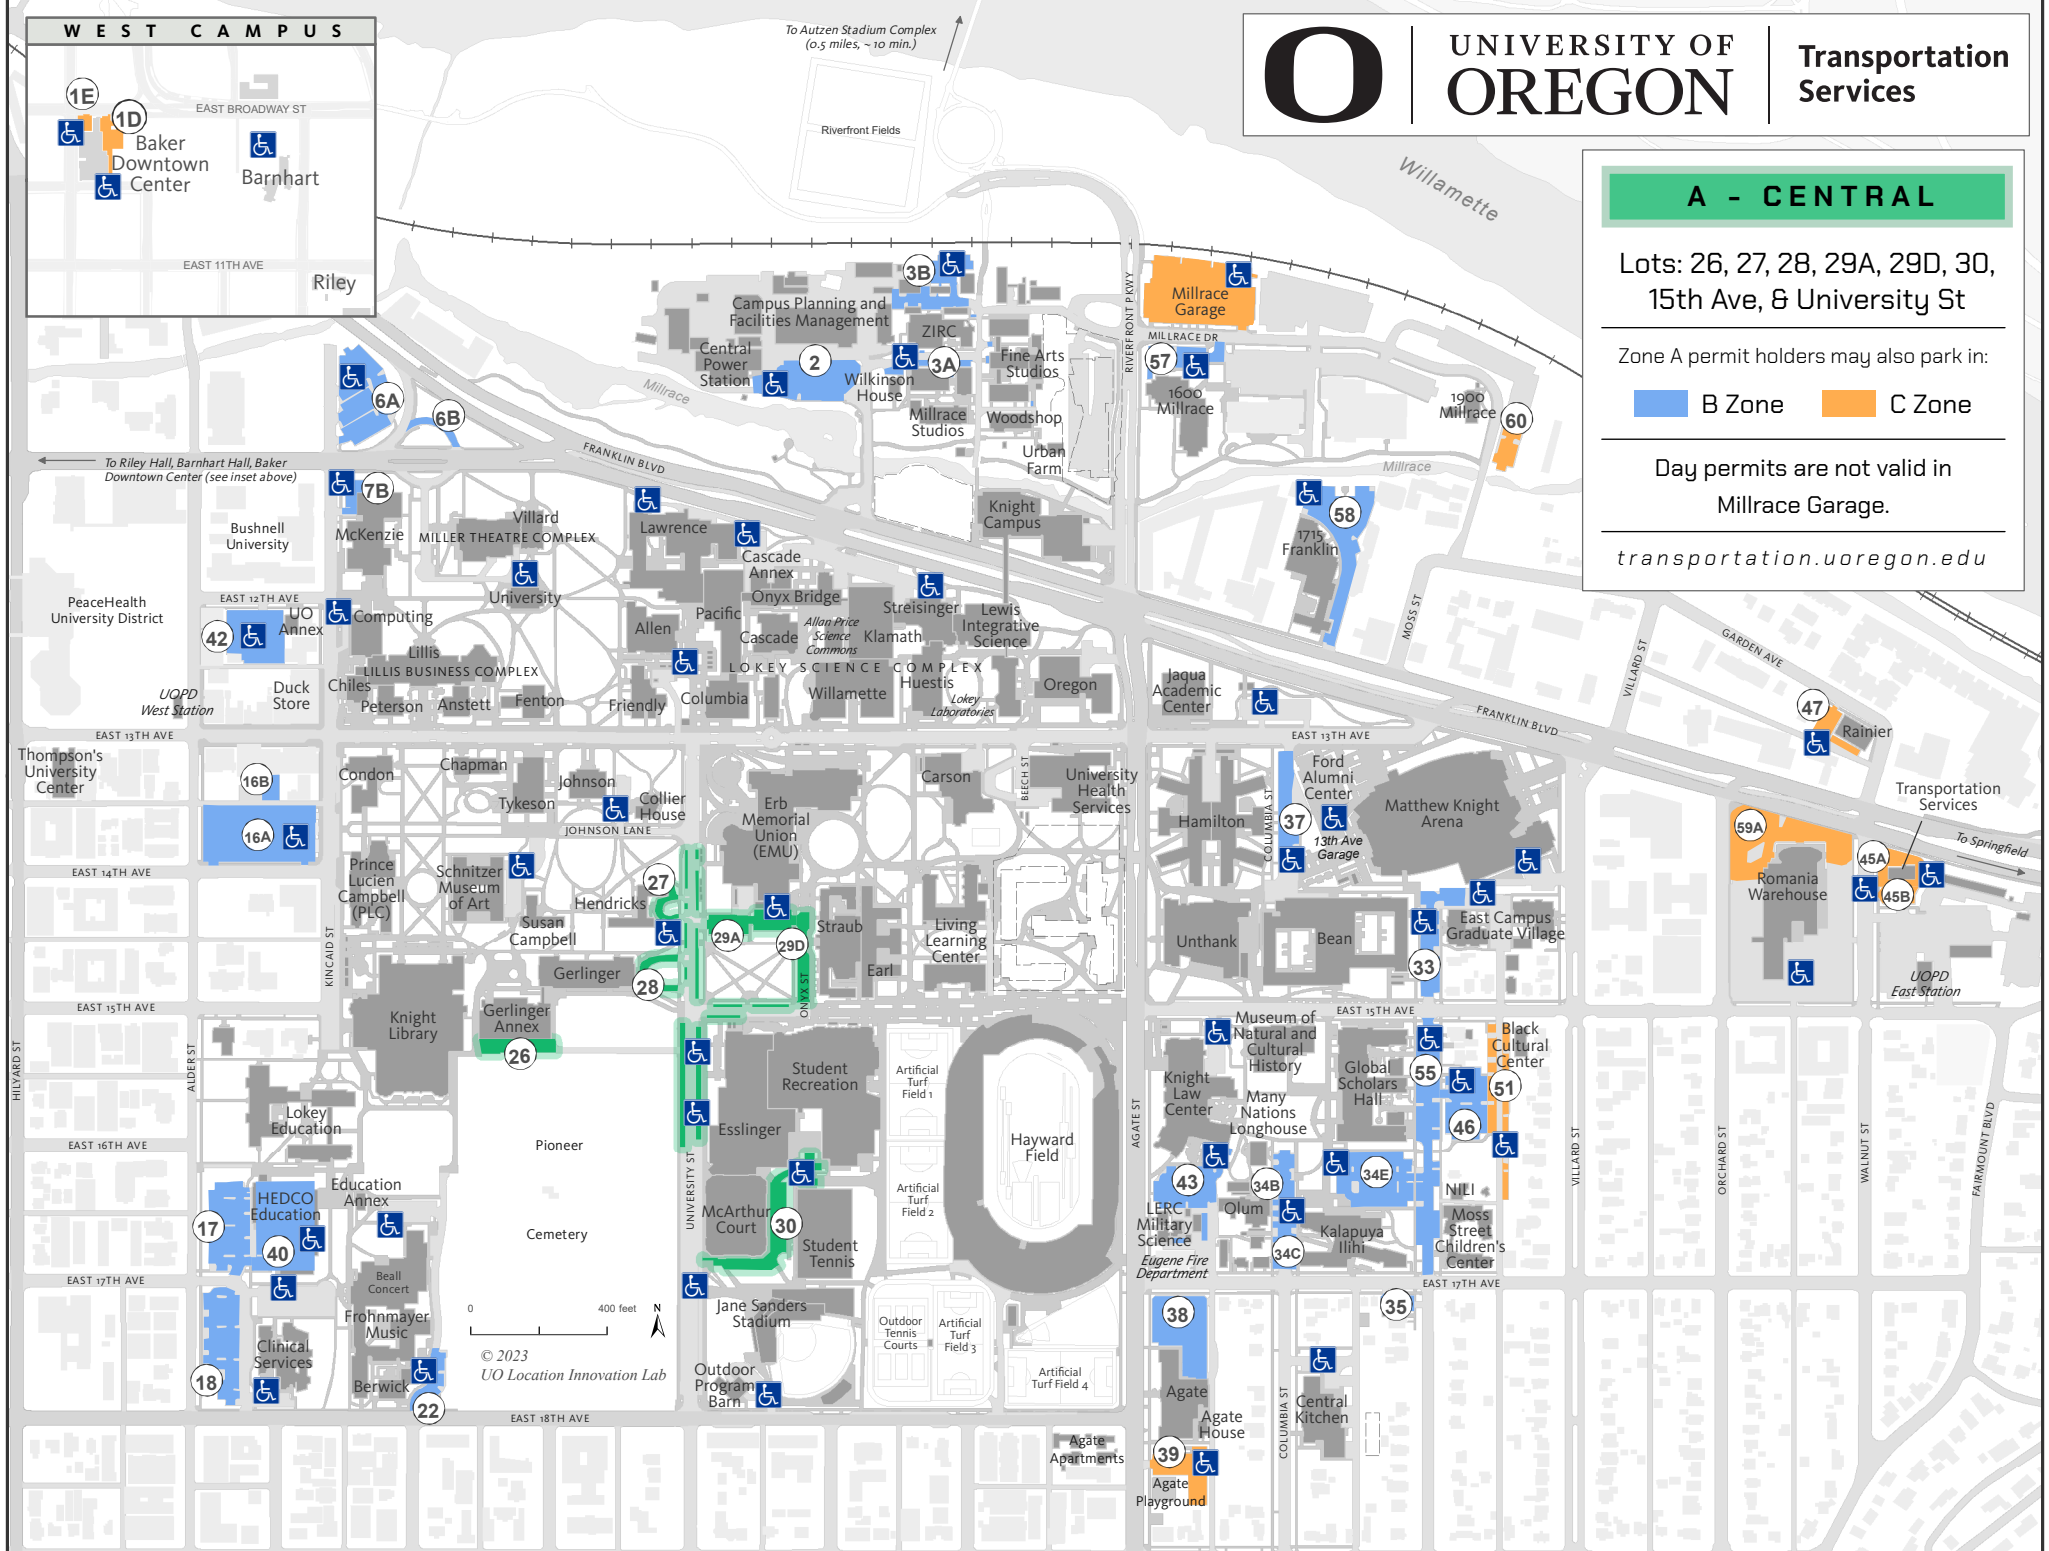 WEST CAMPUS
1E
1D
EAST BROADWAY ST
Baker
Downtown
Center
Barnhart
EAST 11TH AVE
Riley
To Autzen Stadium Complex
(0.5 miles, ~10 min.)
Riverfront Fields
UNIVERSITY OF
OREGON
Transportation
Services
Willamette
A - CENTRAL
Lots: 26, 27, 28, 29A, 29D, 30,
15th Ave, & University St
Zone A permit holders may also park in:
B Zone
C Zone
Day permits are not valid in
Millrace Garage.
transportation.uoregon.edu
3B
Campus Planning and
Facilities Management
ZIRC
Central
Power
Station
2
Wilkinson
House
3A
Fine Arts
Studios
Millrace
Studios
Woodshop
Urban
Farm
Millrace
RIVERFRONT PKWY
Millrace
Garage
MILLRACE DR
57
1600
Millrace
1900
Millrace
60
Millrace
6A
6B
FRANKLIN BLVD
To Riley Hall, Barnhart Hall, Baker
Downtown Center (see inset above)
7B
Bushnell
University
McKenzie
Villard
MILLER THEATRE COMPLEX
Lawrence
Cascade
Annex
Onyx Bridge
Knight
Campus
58
1715
Franklin
MOSS ST
PeaceHealth
University District
EAST 12TH AVE
42
UO
Annex
Computing
University
Allen
Pacific
Cascade
Allan Price
Science
Commons
Klamath
Streisinger
Lewis
Integrative
Science
Lillis
LILLIS BUSINESS COMPLEX
LOKEY SCIENCE COMPLEX
UOPD
West Station
Duck
Store
Chiles
Peterson
Anstett
Fenton
Friendly
Columbia
Willamette
Huestis
Lokey
Laboratories
Oregon
Jaqua
Academic
Center
VILLARD ST
GARDEN AVE
FRANKLIN BLVD
47
Rainier
EAST 13TH AVE
EAST 13TH AVE
Thompson's
University
Center
16B
16A
Condon
Chapman
Tykeson
Johnson
Collier
House
JOHNSON LANE
Erb
Memorial
Union
(EMU)
Carson
BEECH ST
University
Health
Services
Hamilton
COLUMBIA ST
37
Ford
Alumni
Center
13th Ave
Garage
Matthew Knight
Arena
Transportation
Services
To Springfield
59A
45A
45B
Romania
Warehouse
EAST 14TH AVE
Prince
Lucien
Campbell
(PLC)
Schnitzer
Museum
of Art
27
Hendricks
Susan
Campbell
29A
29D
Straub
Living
Learning
Center
Unthank
Bean
East Campus
Graduate Village
33
KINCAID ST
Gerlinger
28
ONYX ST
Earl
UOPD
East Station
EAST 15TH AVE
EAST 15TH AVE
Knight
Library
Gerlinger
Annex
26
HILYARD ST
ALDER ST
Lokey
Education
Student
Recreation
Esslinger
Artificial
Turf
Field 1
Artificial
Turf
Field 2
Hayward
Field
AGATE ST
Museum of
Natural and
Cultural
History
Knight
Law
Center
Many
Nations
Longhouse
Global
Scholars
Hall
55
Black
Cultural
Center
51
46
EAST 16TH AVE
Pioneer
Cemetery
UNIVERSITY ST
HEDCO
Education
Education
Annex
17
40
McArthur
Court
30
Student
Tennis
43
34B
34E
LERC
Military
Science
Olum
Kalapuya
Ilihi
34C
NILI
Moss
Street
Children's
Center
Eugene Fire
Department
VILLARD ST
ORCHARD ST
WALNUT ST
FAIRMOUNT BLVD
EAST 17TH AVE
EAST 17TH AVE
Beall
Concert
Frohnmayer
Music
Clinical
Services
18
Berwick
22
0
400 feet
N
© 2023
UO Location Innovation Lab
Jane Sanders
Stadium
Outdoor
Program
Barn
Outdoor
Tennis
Courts
Artificial
Turf
Field 3
Artificial
Turf Field 4
38
35
Agate
Agate
House
COLUMBIA ST
Central
Kitchen
EAST 18TH AVE
Agate
Apartments
39
Agate
Playground